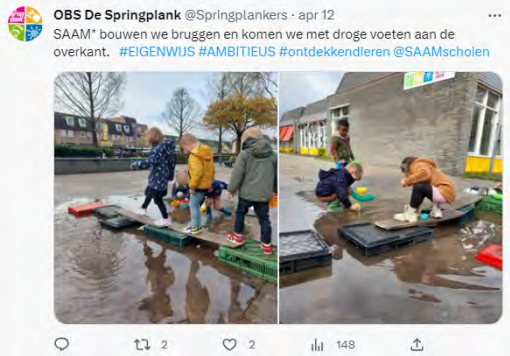 OBS De Springplank @Springplankers · apr 12
SAAM* bouwen we bruggen en komen we met droge voeten aan de
overkant. #EIGENWIJS #AMBITIEUS #ontdekkendleren @SAAMscholen
2 2 148